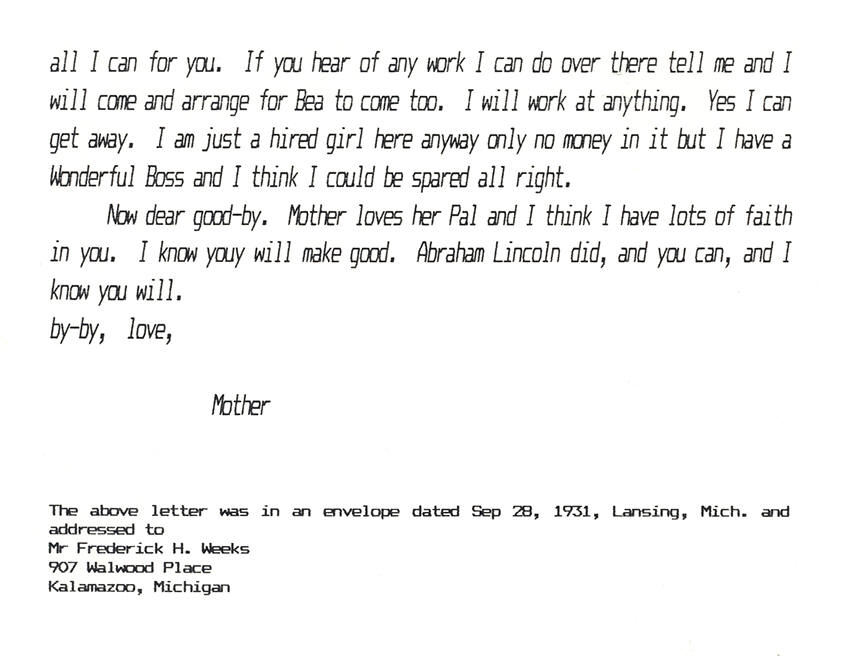 all I can for you.  If you hear of any work I can do over there tell me and I
will come and arrange for Bea to come too.  I will work at anything.  Yes I can
get away.  I am just a hired girl here anyway only no money in it but I have a
Wonderful Boss and I think I could be spared all right.
Now dear good-by.  Mother loves her Pal and I think I have lots of faith
in you.  I know youy will make good.  Abraham Lincoln did, and you can, and I
know you will.
by-by,  love,
Mother
The above letter was in an envelope dated Sep 28, 1931, Lansing, Mich. and
addressed to
Mr Frederick H. Weeks
907 Walwood Place
Kalamazoo, Michigan